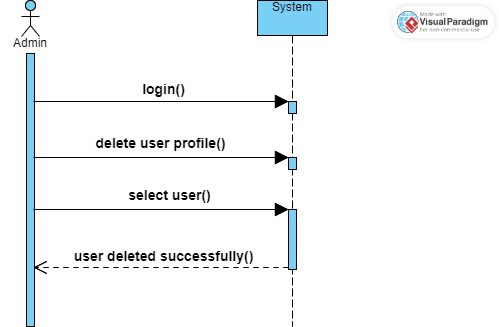 System
Made with
Visual Paradigm
For non-commercial use
Admin
login()
delete user profile()
select user()
user deleted successfully()